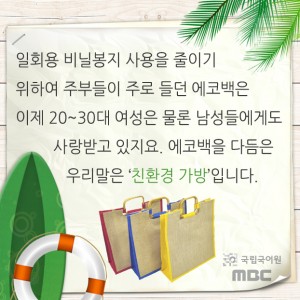 일회용 비닐봉지 사용을 줄이기
위하여 주부들이 주로 들던 에코백은
이제 20~30대 여성은 물론 남성들에게도
사랑받고 있지요. 에코백을 다듬은
우리말은 ‘친환경 가방’입니다.
국립국어원
MBC